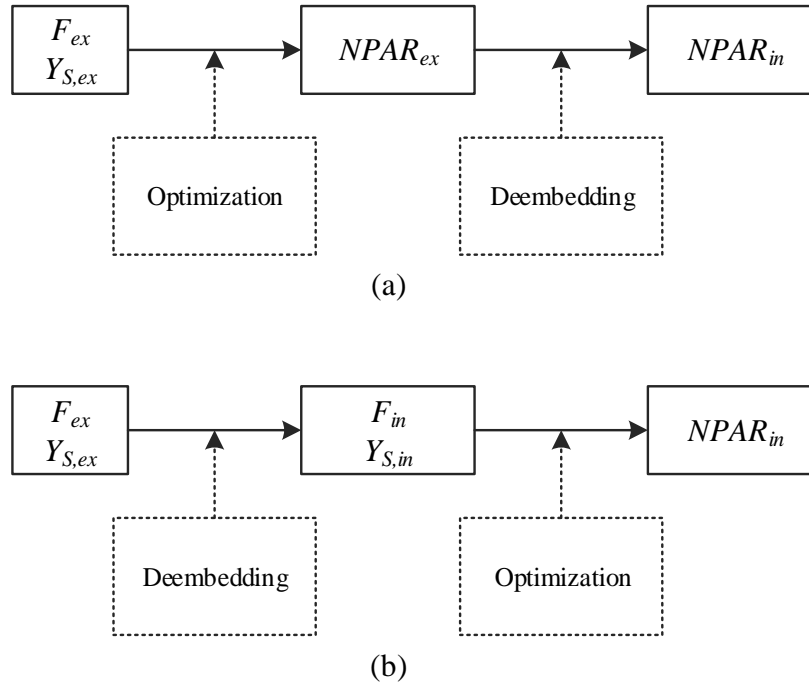 F_ex
Y_S,ex
NPAR_ex
NPAR_in
Optimization
Deembedding
(a)
F_ex
Y_S,ex
F_in
Y_S,in
NPAR_in
Deembedding
Optimization
(b)